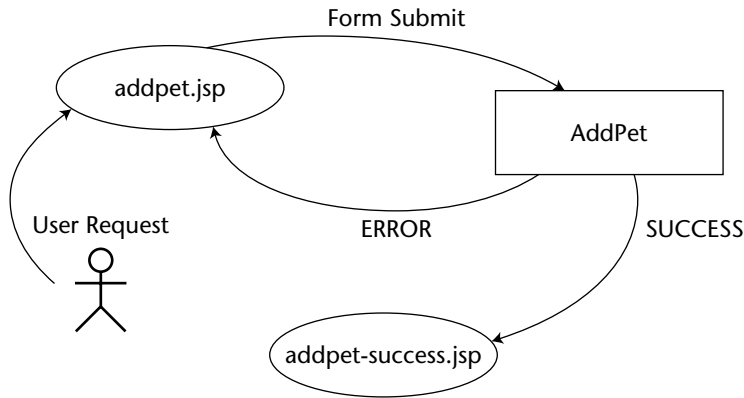 Form Submit
addpet.jsp
AddPet
User Request
ERROR
SUCCESS
addpet-success.jsp